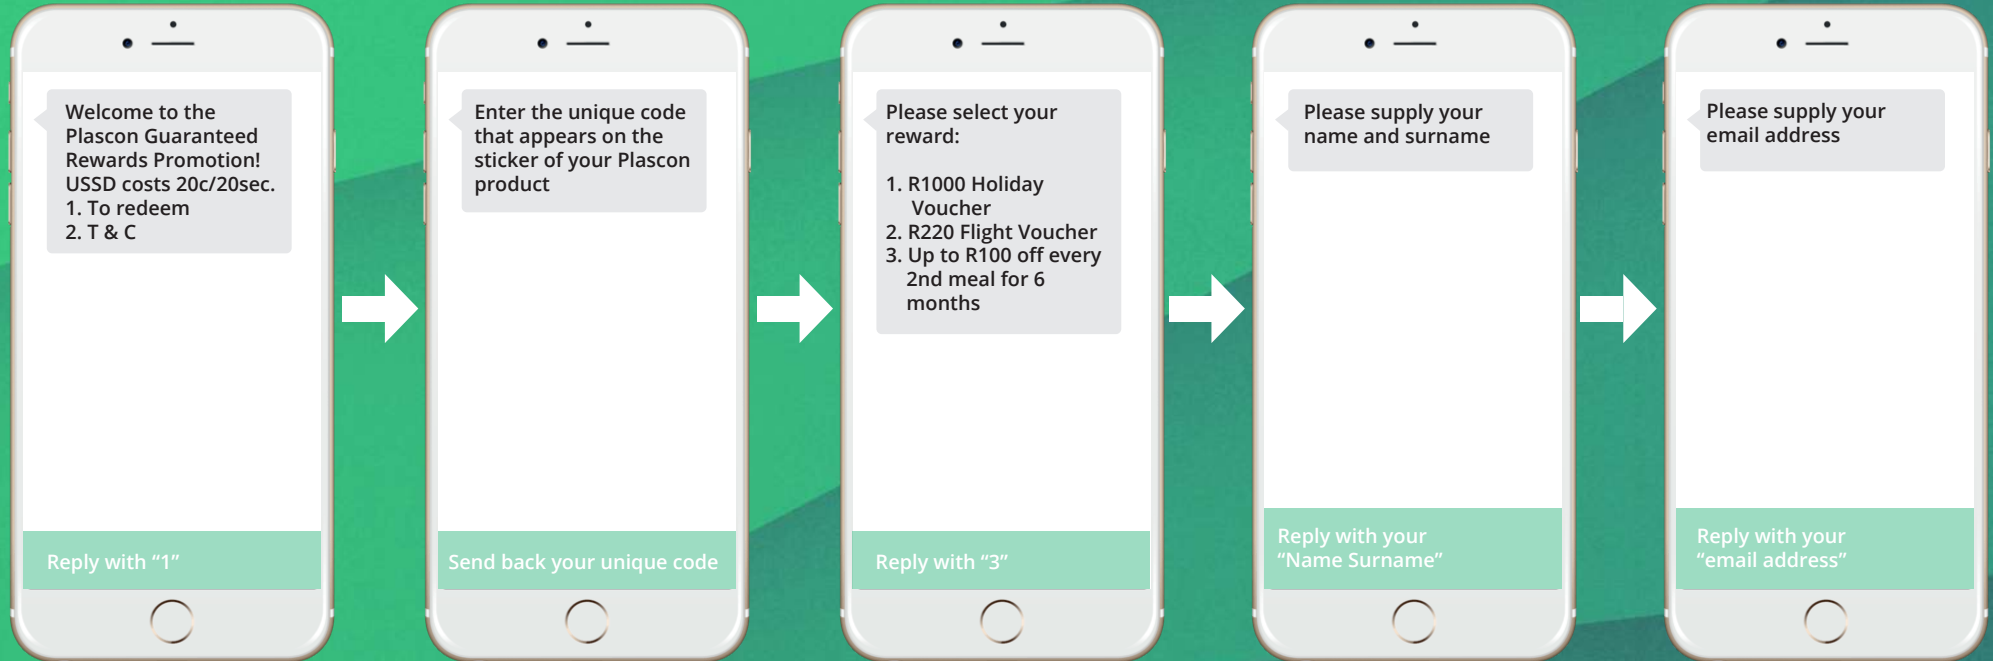 Welcome to the
Plascon Guaranteed
Rewards Promotion!
USSD costs 20c/20sec.
1. To redeem
2. T & C
Reply with “1”
Enter the unique code
that appears on the
sticker of your Plascon
product
Send back your unique code
Please select your
reward:
1. R1000 Holiday
Voucher
2. R220 Flight Voucher
3. Up to R100 off every
2nd meal for 6
months
Reply with “3”
Please supply your
name and surname
Reply with your
“Name Surname”
Please supply your
email address
Reply with your
“email address”